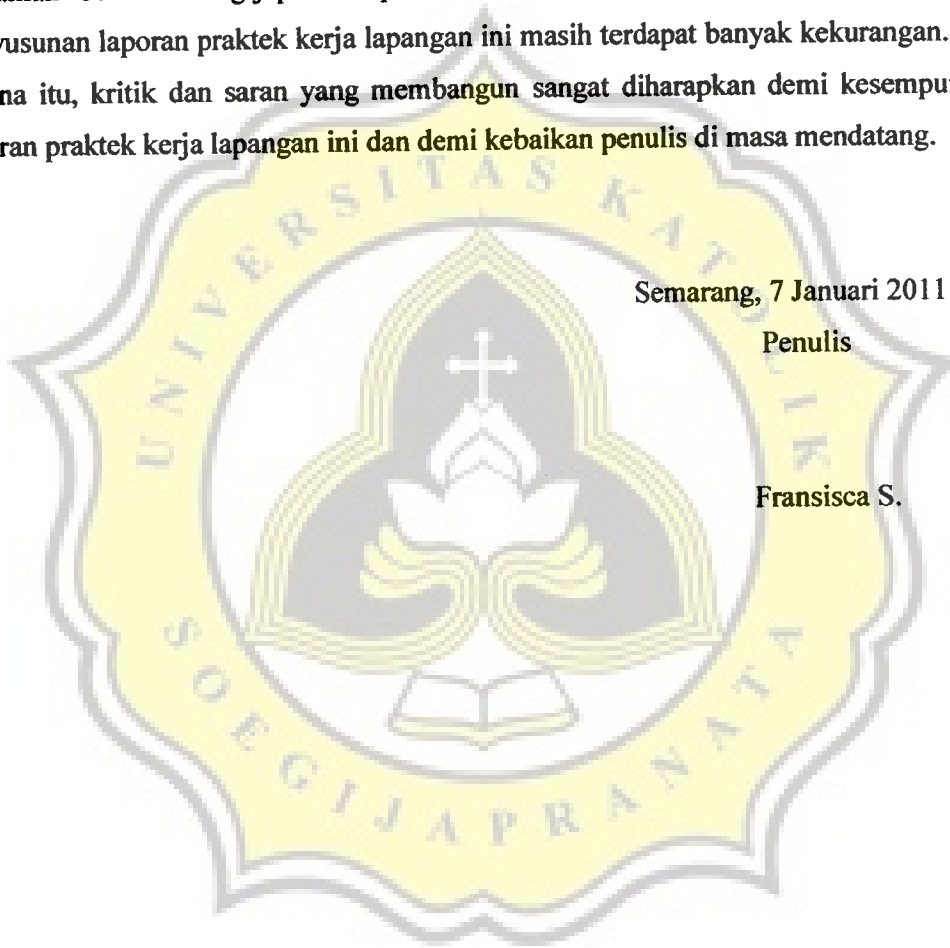 yusunan laporan praktek kerja lapangan ini masih terdapat banyak kekurangan.
na itu, kritik dan saran yang membangun sangat diharapkan demi kesempur
ran praktek kerja lapangan ini dan demi kebaikan penulis di masa mendatang.
Semarang, 7 Januari 2011
Penulis
Fransisca S.
UNIVERSITAS KATOLIK
SOEGIJAPRANATA